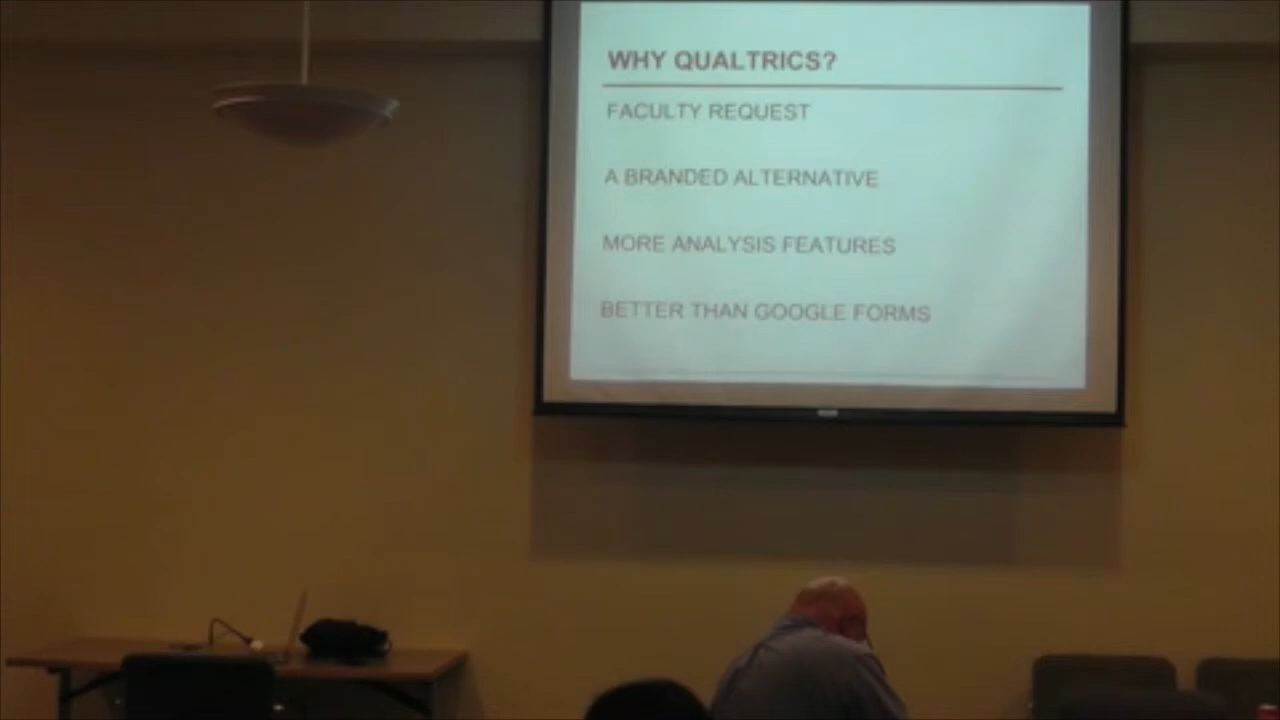 WHY QUALTRICS?
FACULTY REQUEST
A BRANDED ALTERNATIVE
MORE ANALYSIS FEATURES
BETTER THAN GOOGLE FORMS